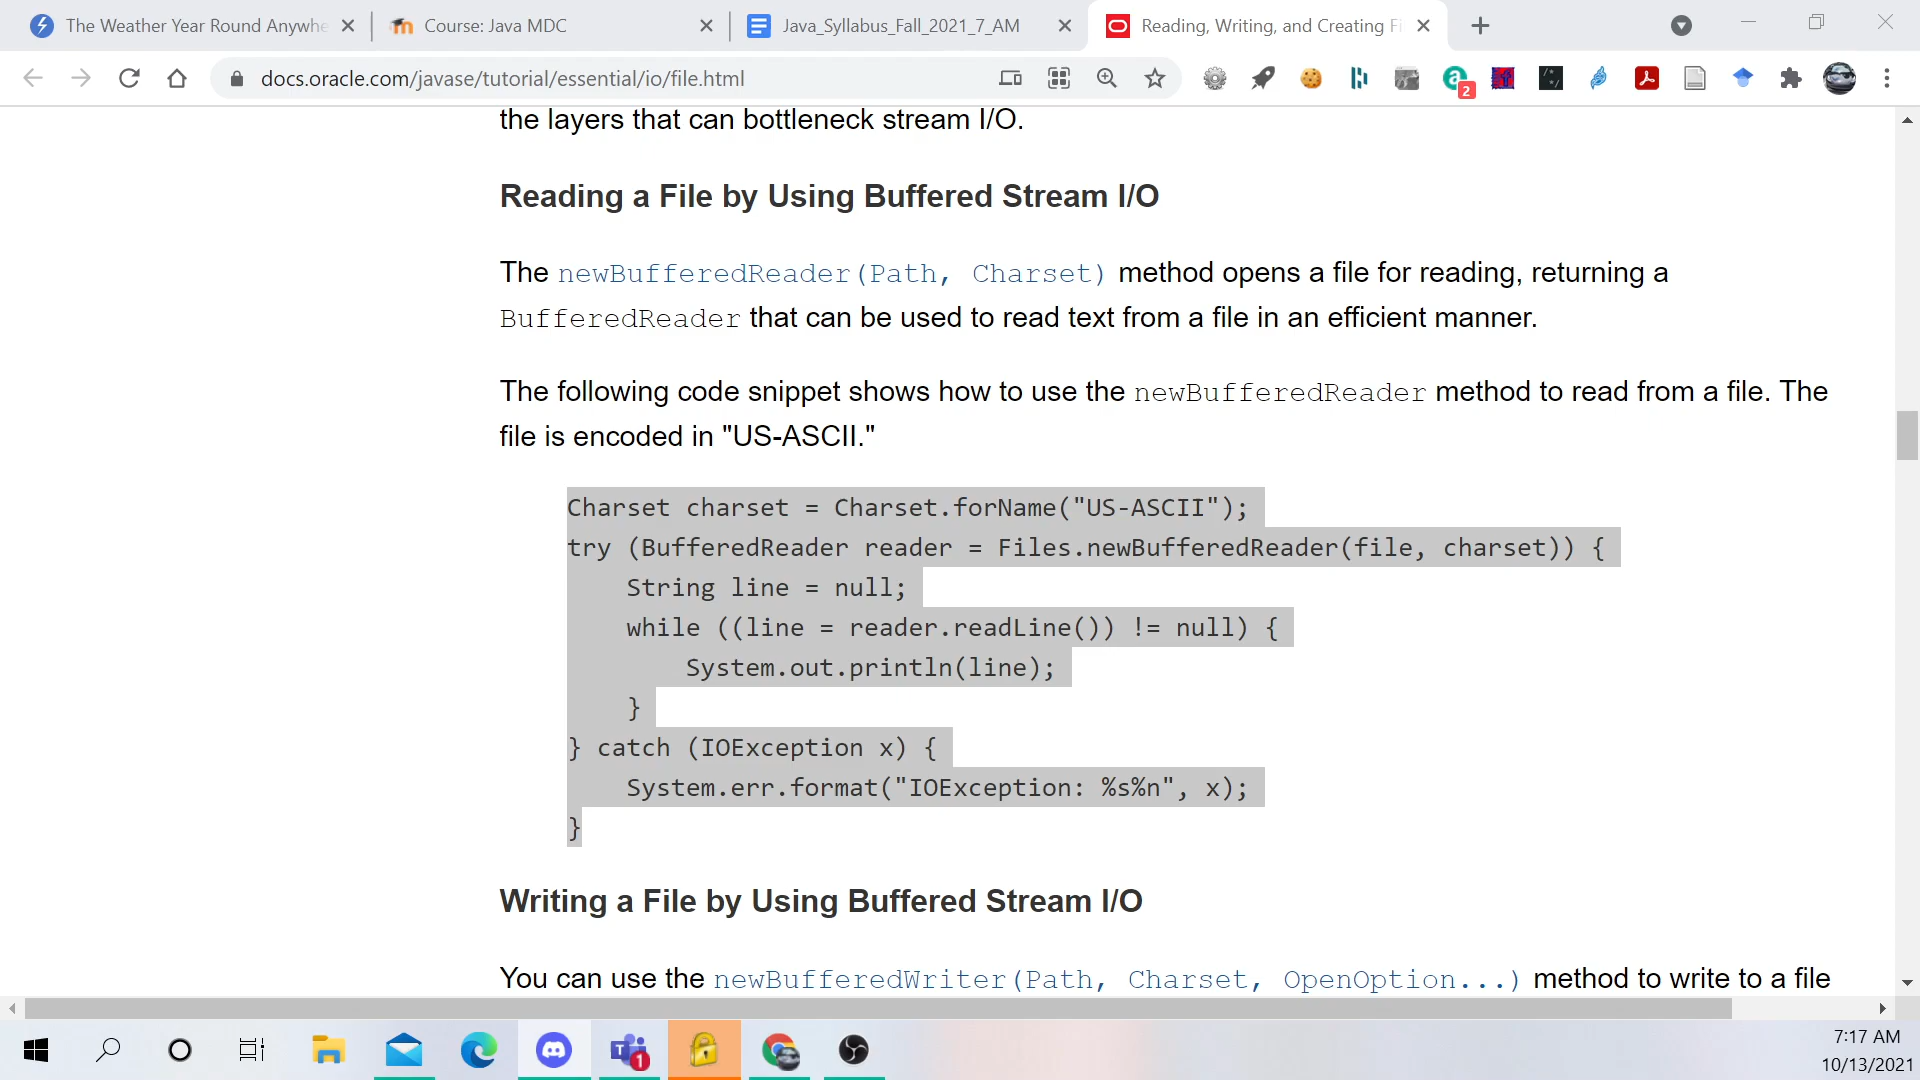 The Weather Year Round Anywhe
Course: Java MDC
Java_Syllabus_Fall_2021_7_AM
Reading, Writing, and Creating Fi
docs.oracle.com/javase/tutorial/essential/io/file.html
2
the layers that can bottleneck stream I/O.
Reading a File by Using Buffered Stream I/O
The newBufferedReader(Path, Charset) method opens a file for reading, returning a
BufferedReader that can be used to read text from a file in an efficient manner.
The following code snippet shows how to use the newBufferedReader method to read from a file. The
file is encoded in "US-ASCII."
Charset charset = Charset.forName("US-ASCII");
try (BufferedReader reader = Files.newBufferedReader(file, charset)) {
    String line = null;
    while ((line = reader.readLine()) != null) {
        System.out.println(line);
    }
} catch (IOException x) {
    System.err.format("IOException: %s%n", x);
}
Writing a File by Using Buffered Stream I/O
You can use the newBufferedWriter(Path, Charset, OpenOption...) method to write to a file
1
7:17 AM
10/13/2021